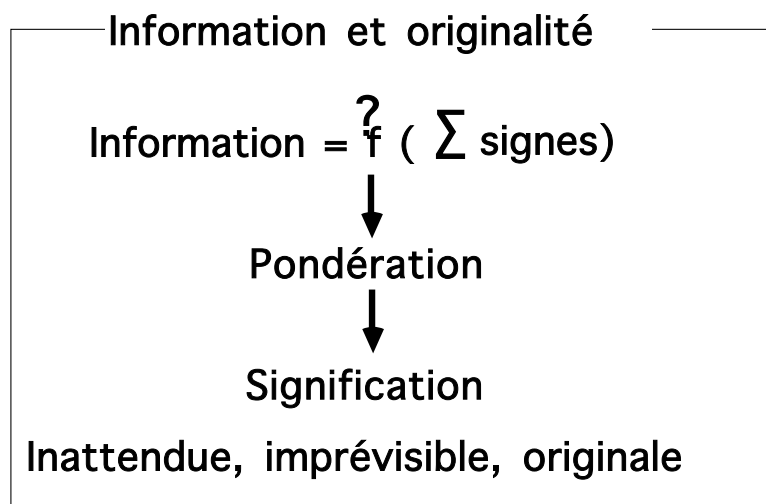 Information et originalité
?
Information = f ( Σ signes)
Pondération
Signification
Inattendue, imprévisible, originale